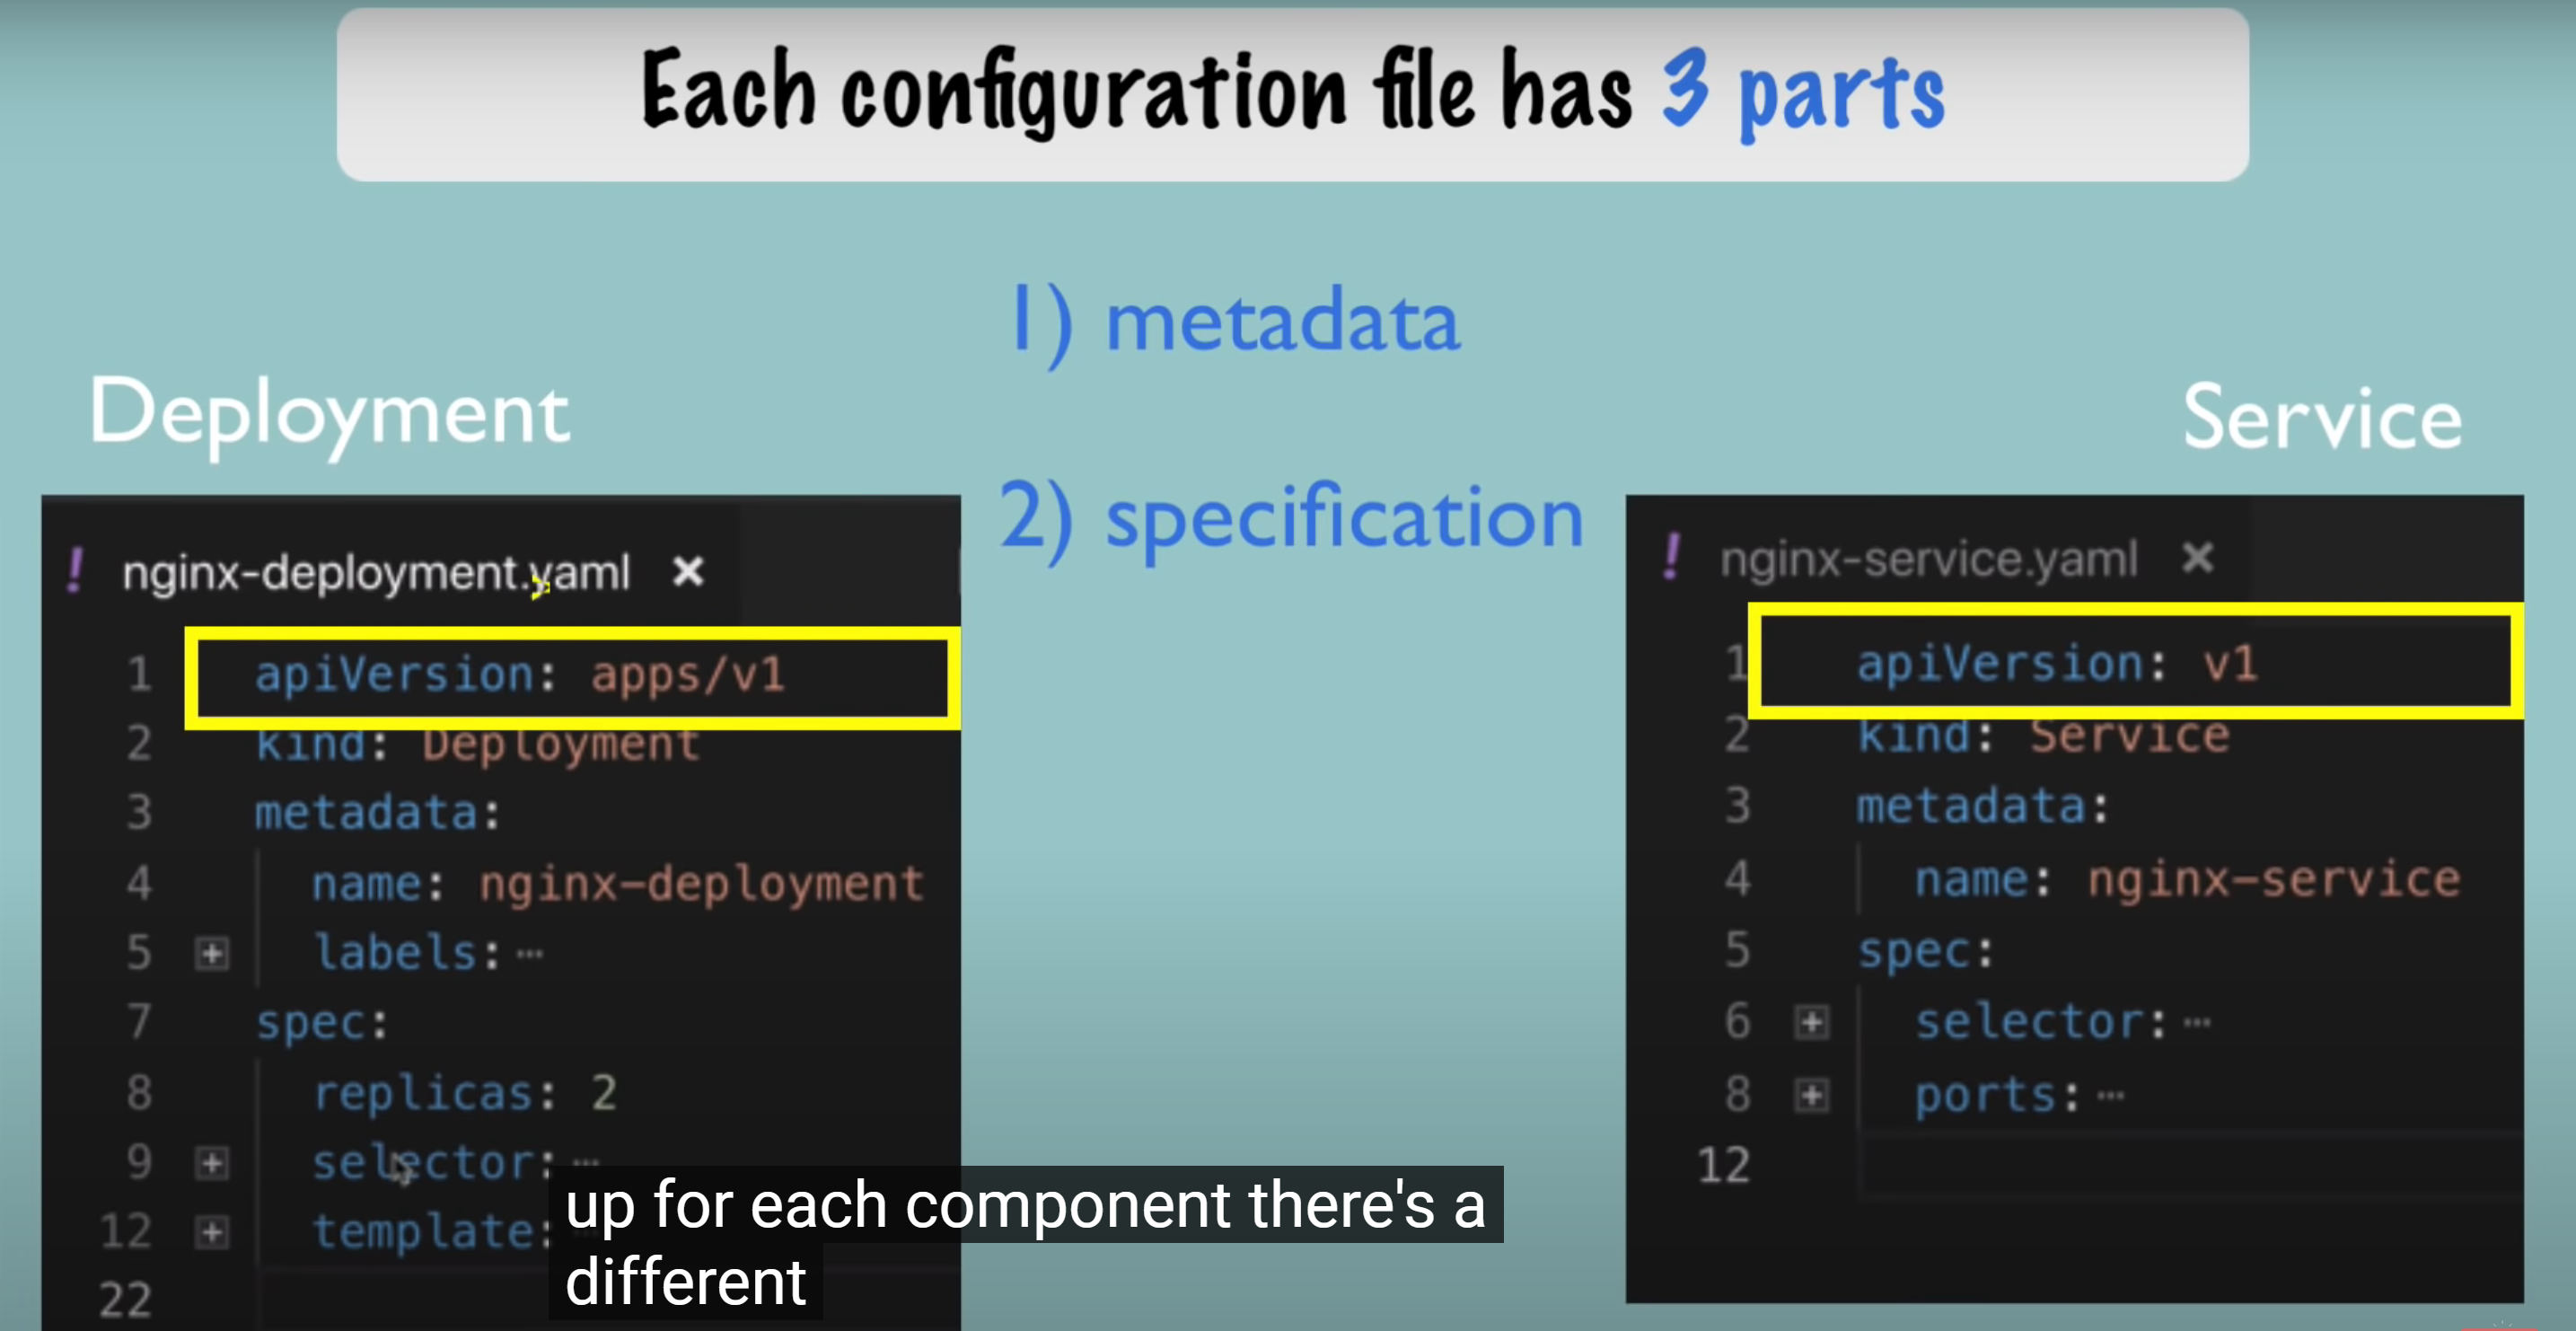 Each configuration file has 3 parts
1) metadata
2) specification
Deployment
nginx-deployment.yaml ×
1 apiVersion: apps/v1
2 kind: Deployment
3 metadata:
4 name: nginx-deployment
5 labels:…
7 spec:
8 replicas: 2
9 selector:…
12 template:…
22
Service
nginx-service.yaml ×
1 apiVersion: v1
2 kind: Service
3 metadata:
4 name: nginx-service
5 spec:
6 selector:…
8 ports:…
12
up for each component there's a
different